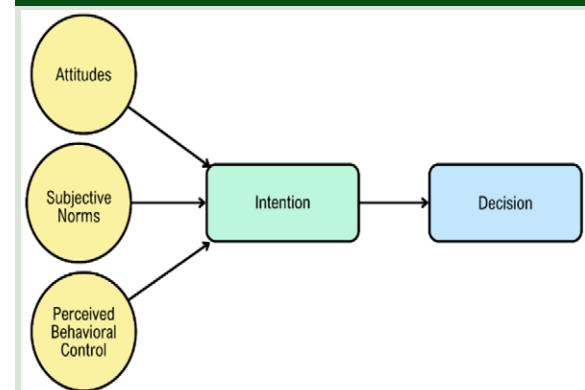 Attitudes
Subjective
Norms
Intention
Decision
Perceived
Behavioral
Control